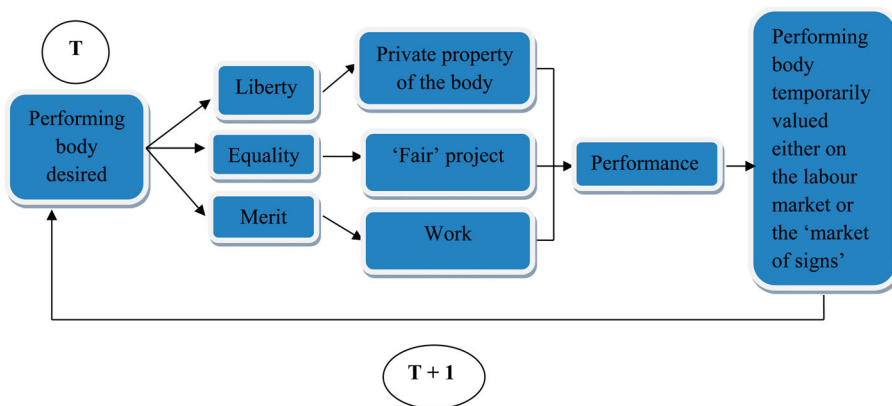 T
Performing
body
desired
Liberty
Equality
Merit
Private property
of the body
‘Fair’ project
Work
Performance
Performing
body
temporarily
valued
either on
the labour
market or
the ‘market
of signs’
T + 1